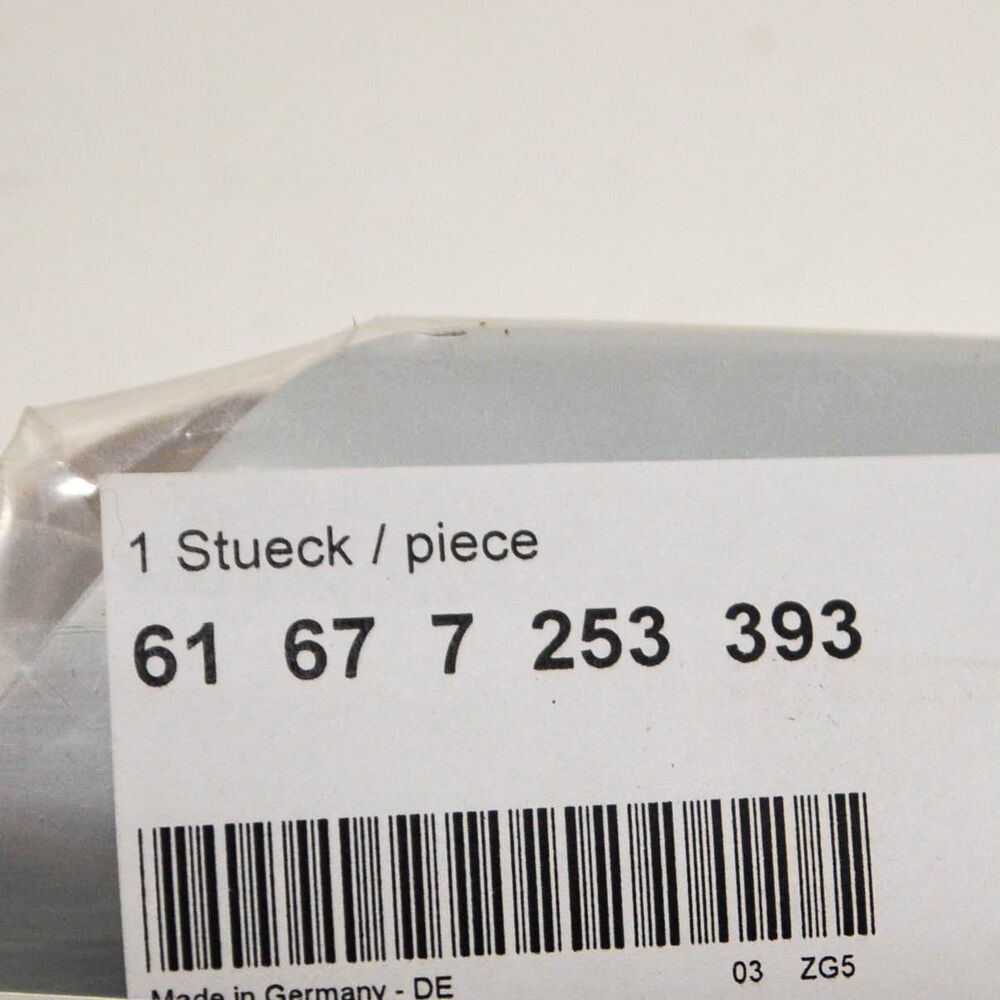 1 Stueck / piece
61 67 7 253 393
03 ZG5
Made in Germany - DE